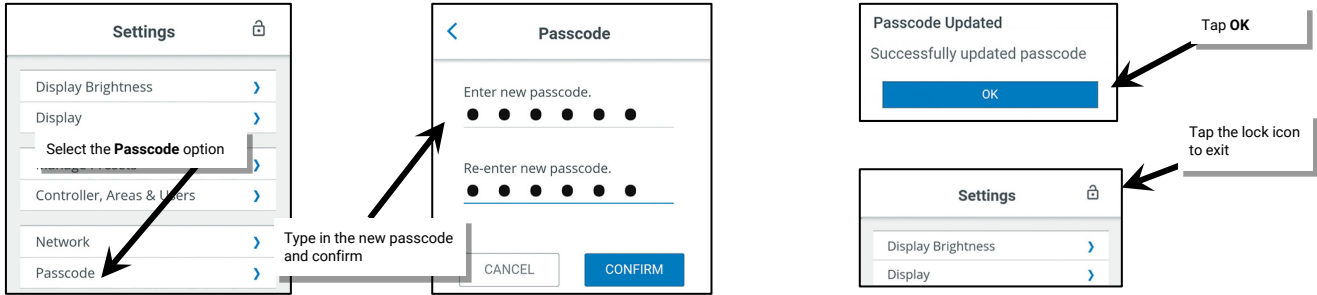 Settings
Display Brightness
Display
Select the Passcode option
Manage Presets
Controller, Areas & Users
Network
Passcode
Passcode
Enter new passcode.
Re-enter new passcode.
Type in the new passcode
and confirm
CANCEL
CONFIRM
Passcode Updated
Successfully updated passcode
OK
Tap OK
Tap the lock icon
to exit
Settings
Display Brightness
Display